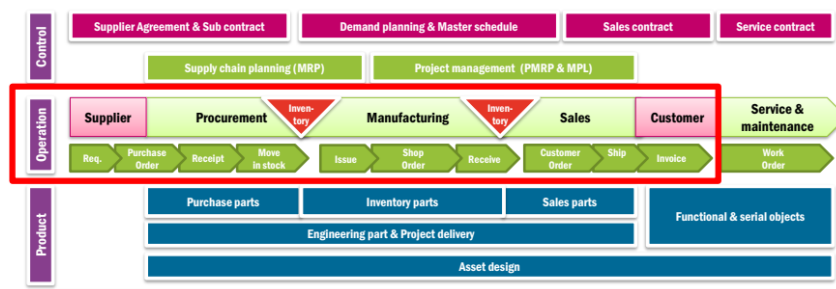 Control
Supplier Agreement & Sub contract
Demand planning & Master schedule
Sales contract
Service contract
Supply chain planning (MRP)
Project management (PMRP & MPL)
Operation
Supplier
Procurement
Inven-
tory
Manufacturing
Inven-
tory
Sales
Customer
Service &
maintenance
Req.
Purchase
Order
Receipt
Move
in stock
Issue
Shop
Order
Receive
Customer
Order
Ship
Invoice
Work
Order
Product
Purchase parts
Inventory parts
Sales parts
Functional & serial objects
Engineering part & Project delivery
Asset design